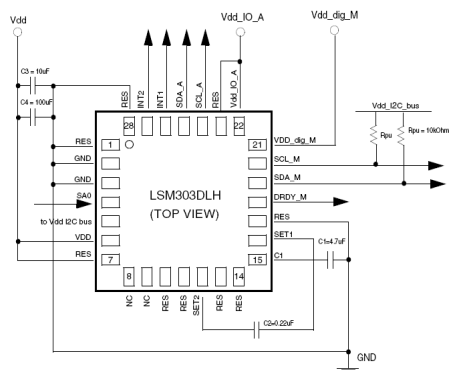 Vdd
Vdd_IO_A
Vdd_dig_M
C3 = 10uF
C4 = 100uF
RES
INT2
INT1
SDA_A
SCL_A
RES
Vdd_IO_A
Vdd_I2C_bus
Rpu
Rpu = 10kOhm
28
22
RES
1
21
VDD_dig_M
GND
SCL_M
GND
SDA_M
SA0
LSM303DLH
DRDY_M
(TOP VIEW)
RES
to Vdd I2C bus
SET1
VDD
C1=4.7uF
RES
7
15
C1
8
14
NC
NC
RES
RES
SET2
RES
RES
C2=0.22uF
GND